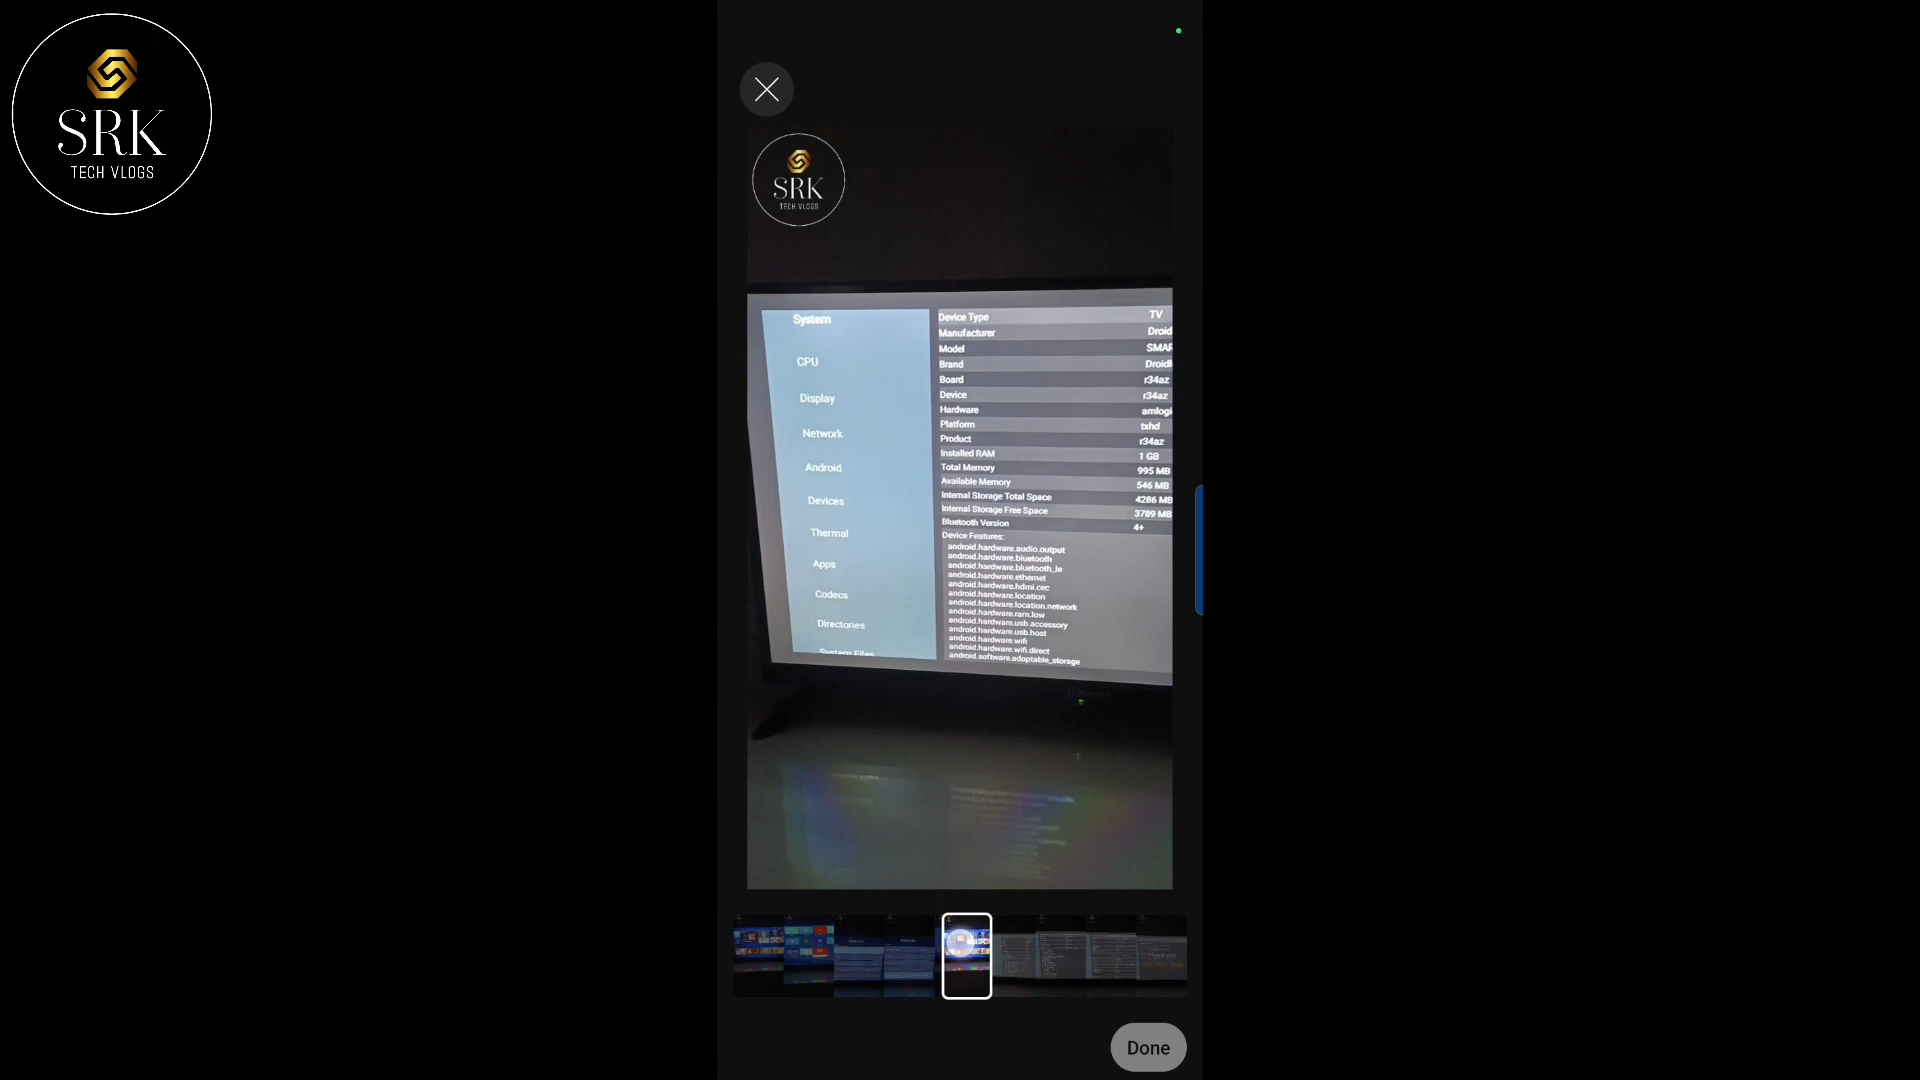 SRK
TECH VLOGS
SRK
TECH VLOGS
System
CPU
Display
Network
Android
Devices
Thermal
Apps
Codecs
Directories
System Files
Device Type TV
Manufacturer
Model
Brand
Board r34az
Device r34az
Hardware
Platform txhd
Product r34az
Installed RAM 1 GB
Total Memory 995 MB
Available Memory 546 MB
Internal Storage Total Space 4286 MB
Internal Storage Free Space 3789 MB
Bluetooth Version 4+
Device Features:
android.hardware.audio.output
android.hardware.bluetooth
android.hardware.bluetooth_le
android.hardware.ethernet
android.hardware.hdmi.cec
android.hardware.location
android.hardware.location.network
android.hardware.ram.low
android.hardware.usb.accessory
android.hardware.usb.host
android.hardware.wifi
android.hardware.wifi.direct
android.software.adoptable_storage
Done